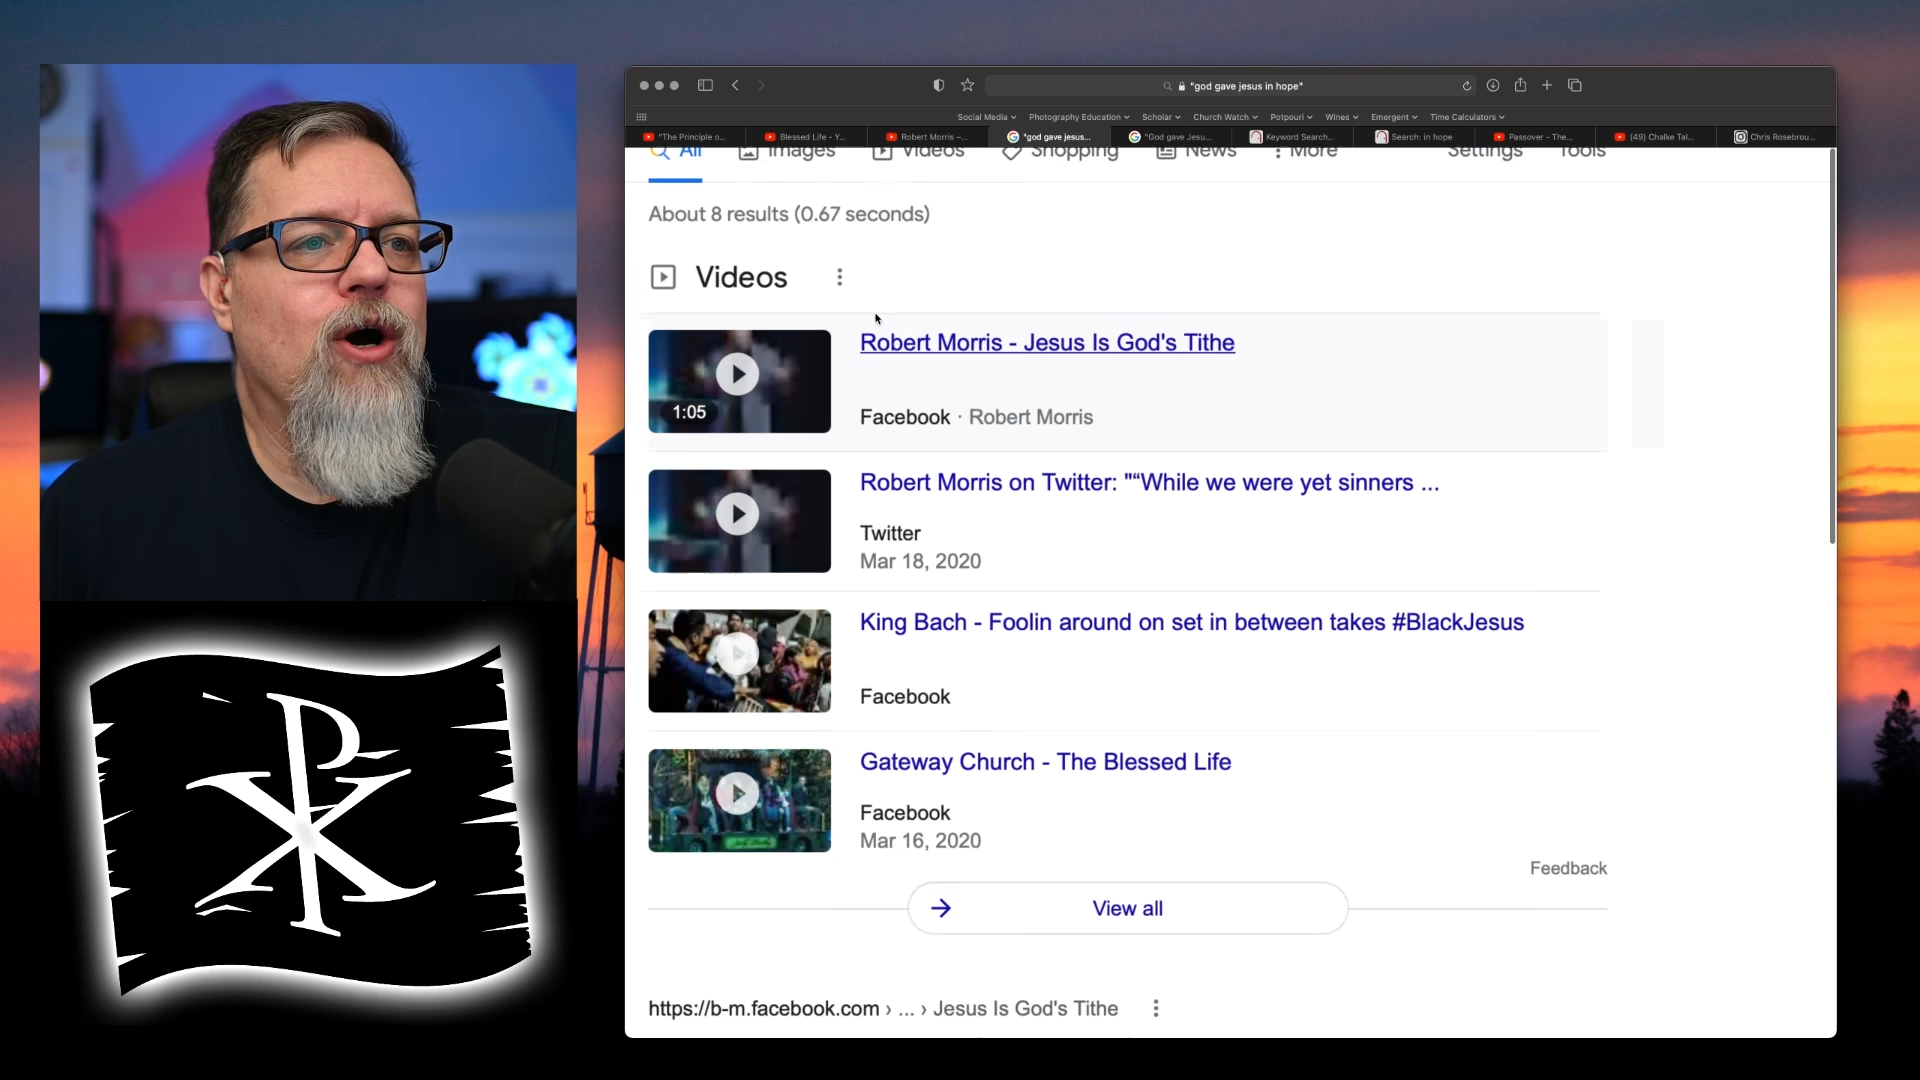 "god gave jesus in hope"
Social Media Photography Education Scholar Church Watch Potpouri Wines Emergent Time Calculators
"The Principle o... Blessed Life - Y... Robert Morris –... "god gave jesus... "God gave Jesu... Keyword Search... Search: in hope Passover - The... (49) Chalke Tal... Chris Rosebrou...
All Images Videos Shopping News More Settings Tools
About 8 results (0.67 seconds)
Videos
Robert Morris - Jesus Is God's Tithe
1:05
Facebook · Robert Morris
Robert Morris on Twitter: "“While we were yet sinners ...
Twitter
Mar 18, 2020
King Bach - Foolin around on set in between takes #BlackJesus
Facebook
Gateway Church - The Blessed Life
Facebook
Mar 16, 2020
Feedback
View all
https://b-m.facebook.com › ... › Jesus Is God's Tithe